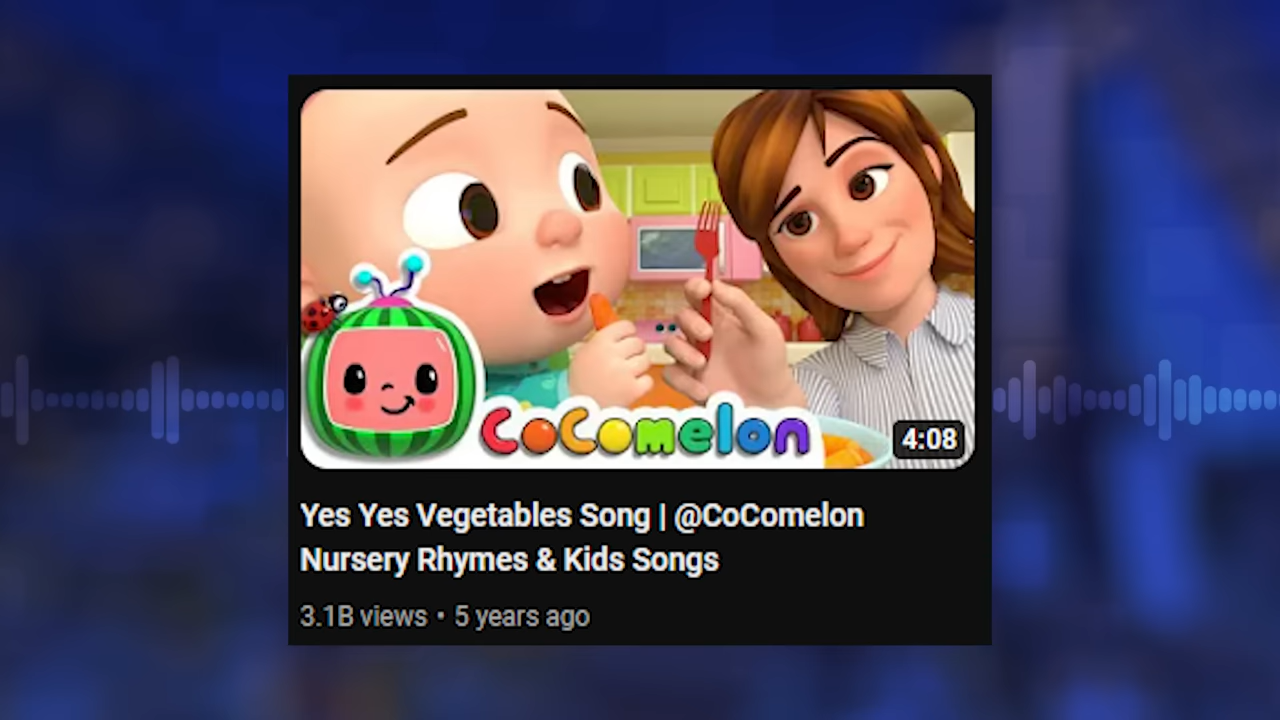 CoComelon
4:08
Yes Yes Vegetables Song | @CoComelon
Nursery Rhymes & Kids Songs
3.1B views • 5 years ago